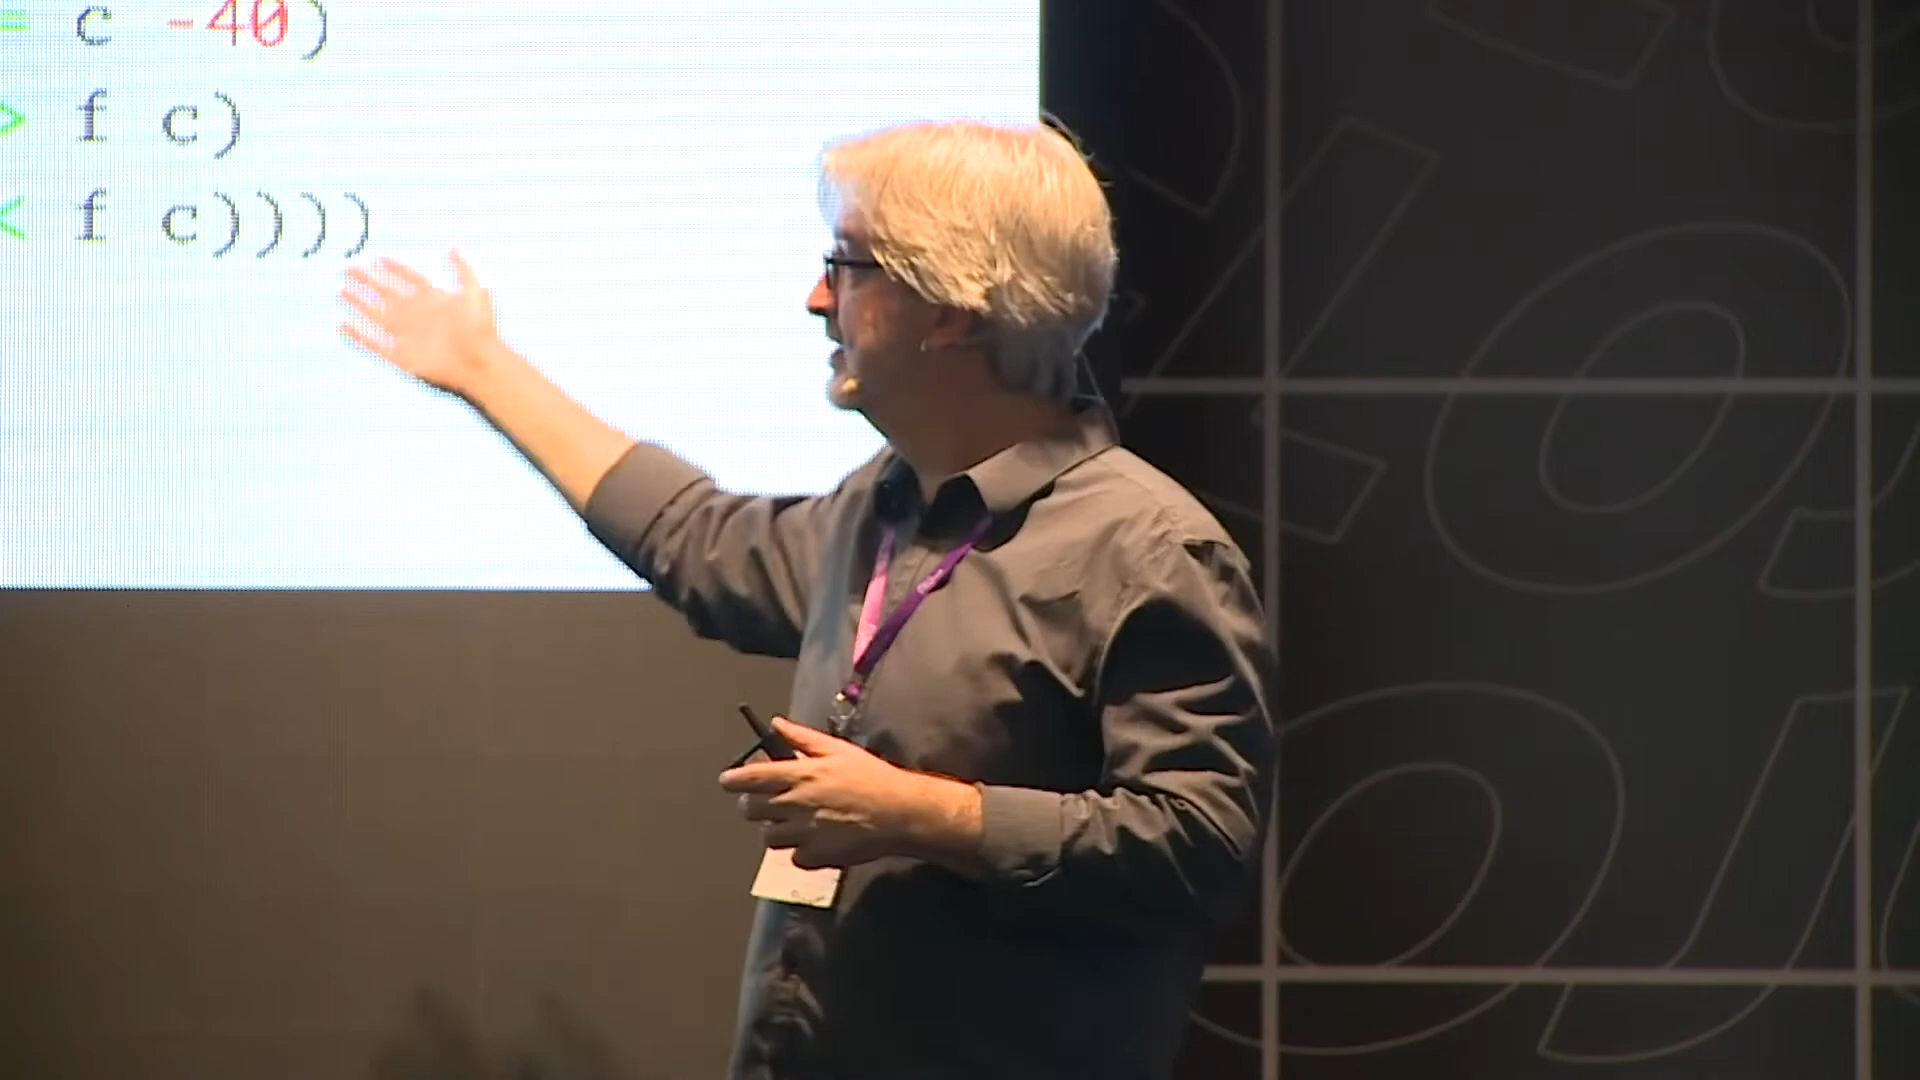 = c -40)
> f c)
< f c))))